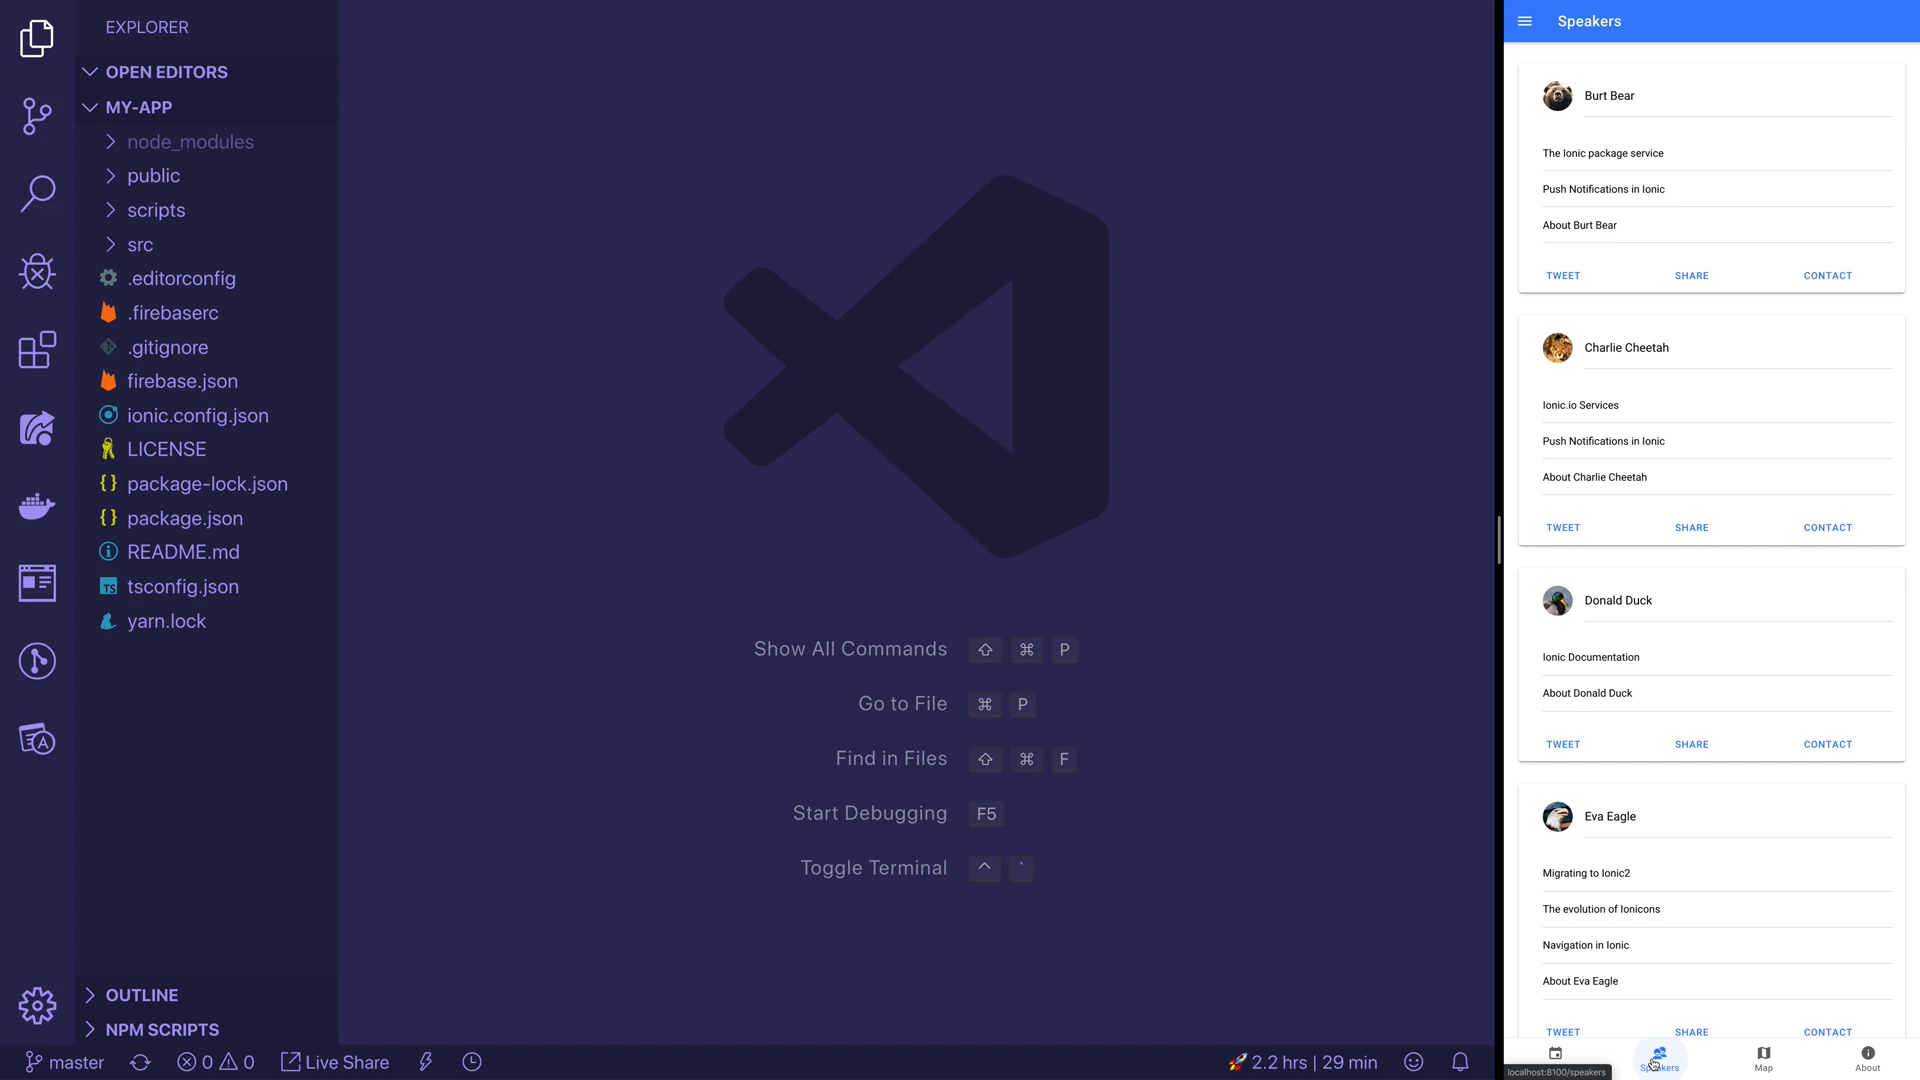 EXPLORER
OPEN EDITORS
MY-APP
node_modules
public
scripts
src
.editorconfig
.firebaserc
.gitignore
firebase.json
ionic.config.json
LICENSE
{} package-lock.json
{} package.json
README.md
TS tsconfig.json
yarn.lock
OUTLINE
NPM SCRIPTS
Show All Commands ⇧ ⌘ P
Go to File ⌘ P
Find in Files ⇧ ⌘ F
Start Debugging F5
Toggle Terminal ^ `
master 0 0 Live Share 2.2 hrs | 29 min
Speakers
Burt Bear
The Ionic package service
Push Notifications in Ionic
About Burt Bear
TWEET SHARE CONTACT
Charlie Cheetah
Ionic.io Services
Push Notifications in Ionic
About Charlie Cheetah
TWEET SHARE CONTACT
Donald Duck
Ionic Documentation
About Donald Duck
TWEET SHARE CONTACT
Eva Eagle
Migrating to Ionic2
The evolution of Ionicons
Navigation in Ionic
About Eva Eagle
TWEET SHARE CONTACT
Speakers Map About
localhost:8100/speakers